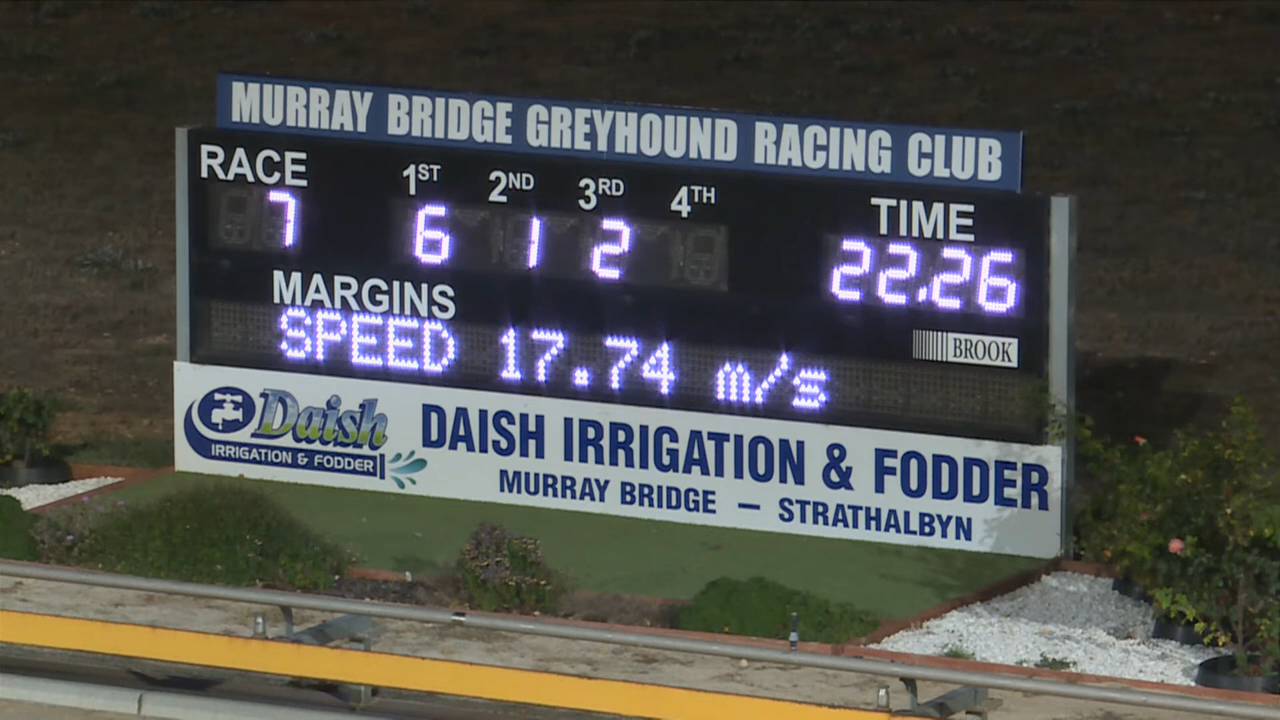 MURRAY BRIDGE GREYHOUND RACING CLUB
RACE 1ST 2ND 3RD 4TH TIME
7 6 1 2 22.26
MARGINS
BROOK
SPEED 17.74 m/s
Daish
IRRIGATION & FODDER
DAISH IRRIGATION & FODDER
MURRAY BRIDGE — STRATHALBYN